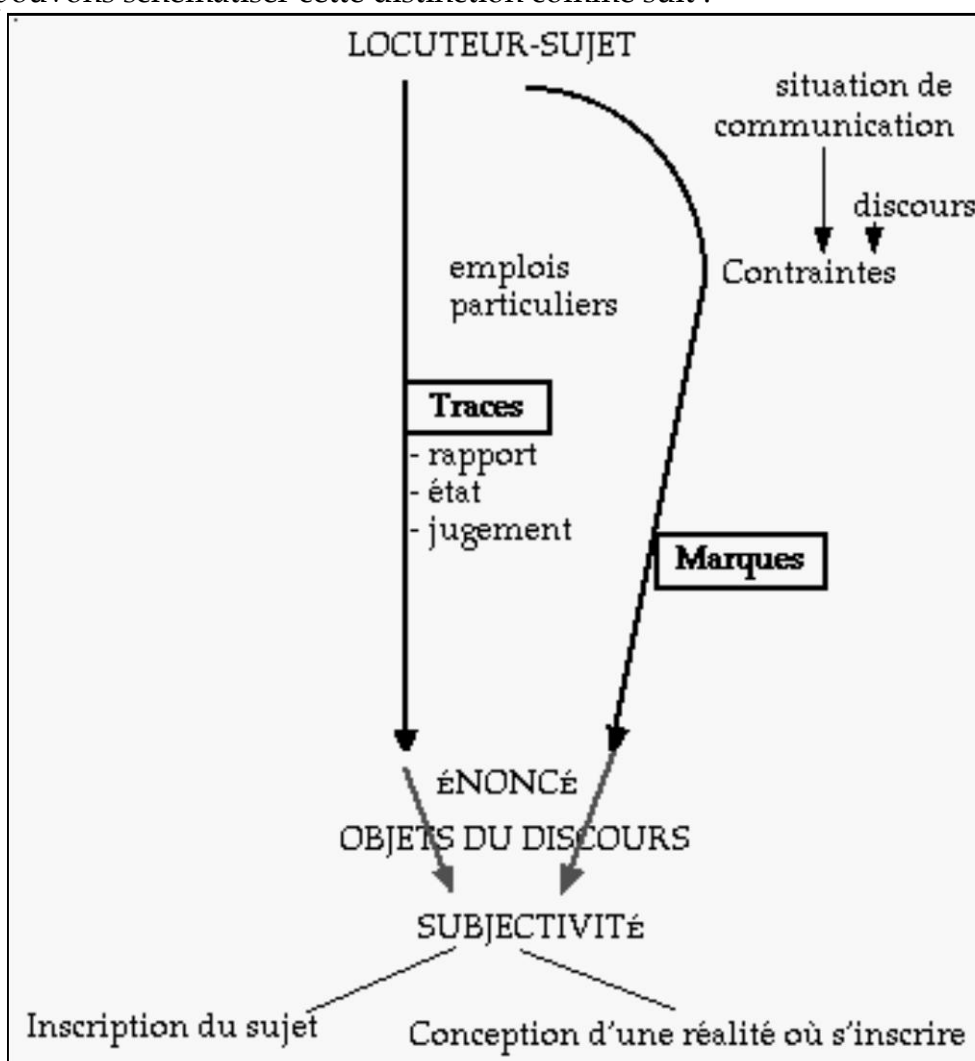 pouvons schématiser cette distinction comme suit :
LOCUTEUR-SUJET
situation de
communication
discours
Contraintes
emplois
particuliers
Traces
- rapport
- état
- jugement
Marques
éNONCé
OBJETS DU DISCOURS
SUBJECTIVITé
Inscription du sujet
Conception d'une réalité où s'inscrire